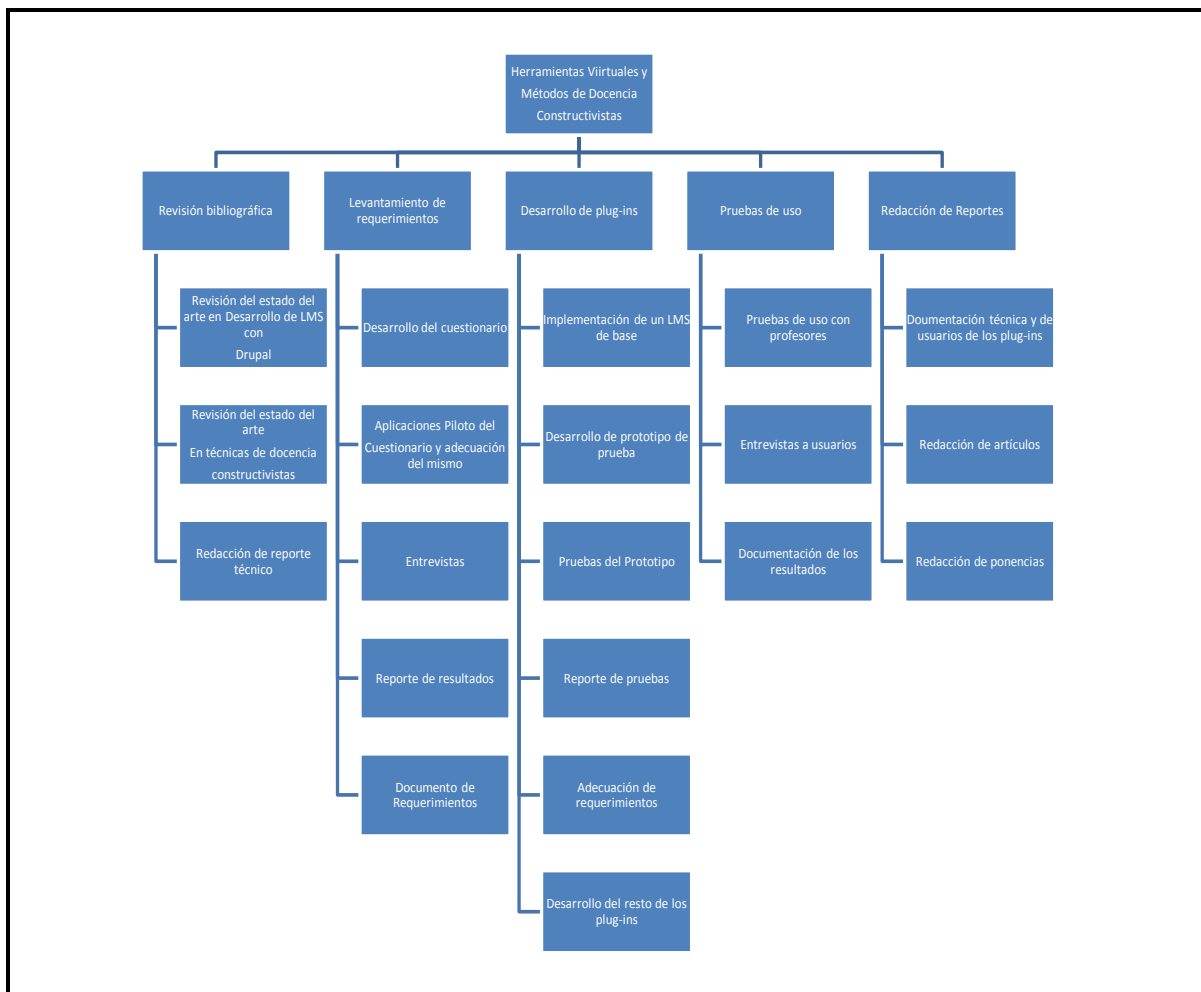 Herramientas Viirtuales y
Métodos de Docencia
Constructivistas
Revisión bibliográfica
Levantamiento de
requerimientos
Desarrollo de plug-ins
Pruebas de uso
Redacción de Reportes
Revisión del estado del
arte en Desarrollo de LMS
con
Drupal
Revisión del estado del
arte
En técnicas de docencia
constructivistas
Redacción de reporte
técnico
Desarrollo del cuestionario
Aplicaciones Piloto del
Cuestionario y adecuación
del mismo
Entrevistas
Reporte de resultados
Documento de
Requerimientos
Implementación de un LMS
de base
Desarrollo de prototipo de
prueba
Pruebas del Prototipo
Reporte de pruebas
Adecuación de
requerimientos
Desarrollo del resto de los
plug-ins
Pruebas de uso con
profesores
Entrevistas a usuarios
Documentación de los
resultados
Doumentación técnica y de
usuarios de los plug-ins
Redacción de artículos
Redacción de ponencias